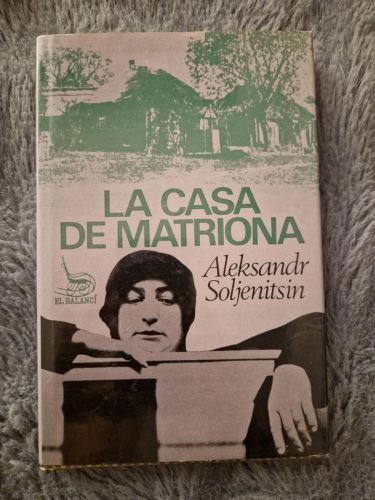 LA CASA
DE MATRIONA
EL BALANCÍ
Aleksandr
Soljenitsin